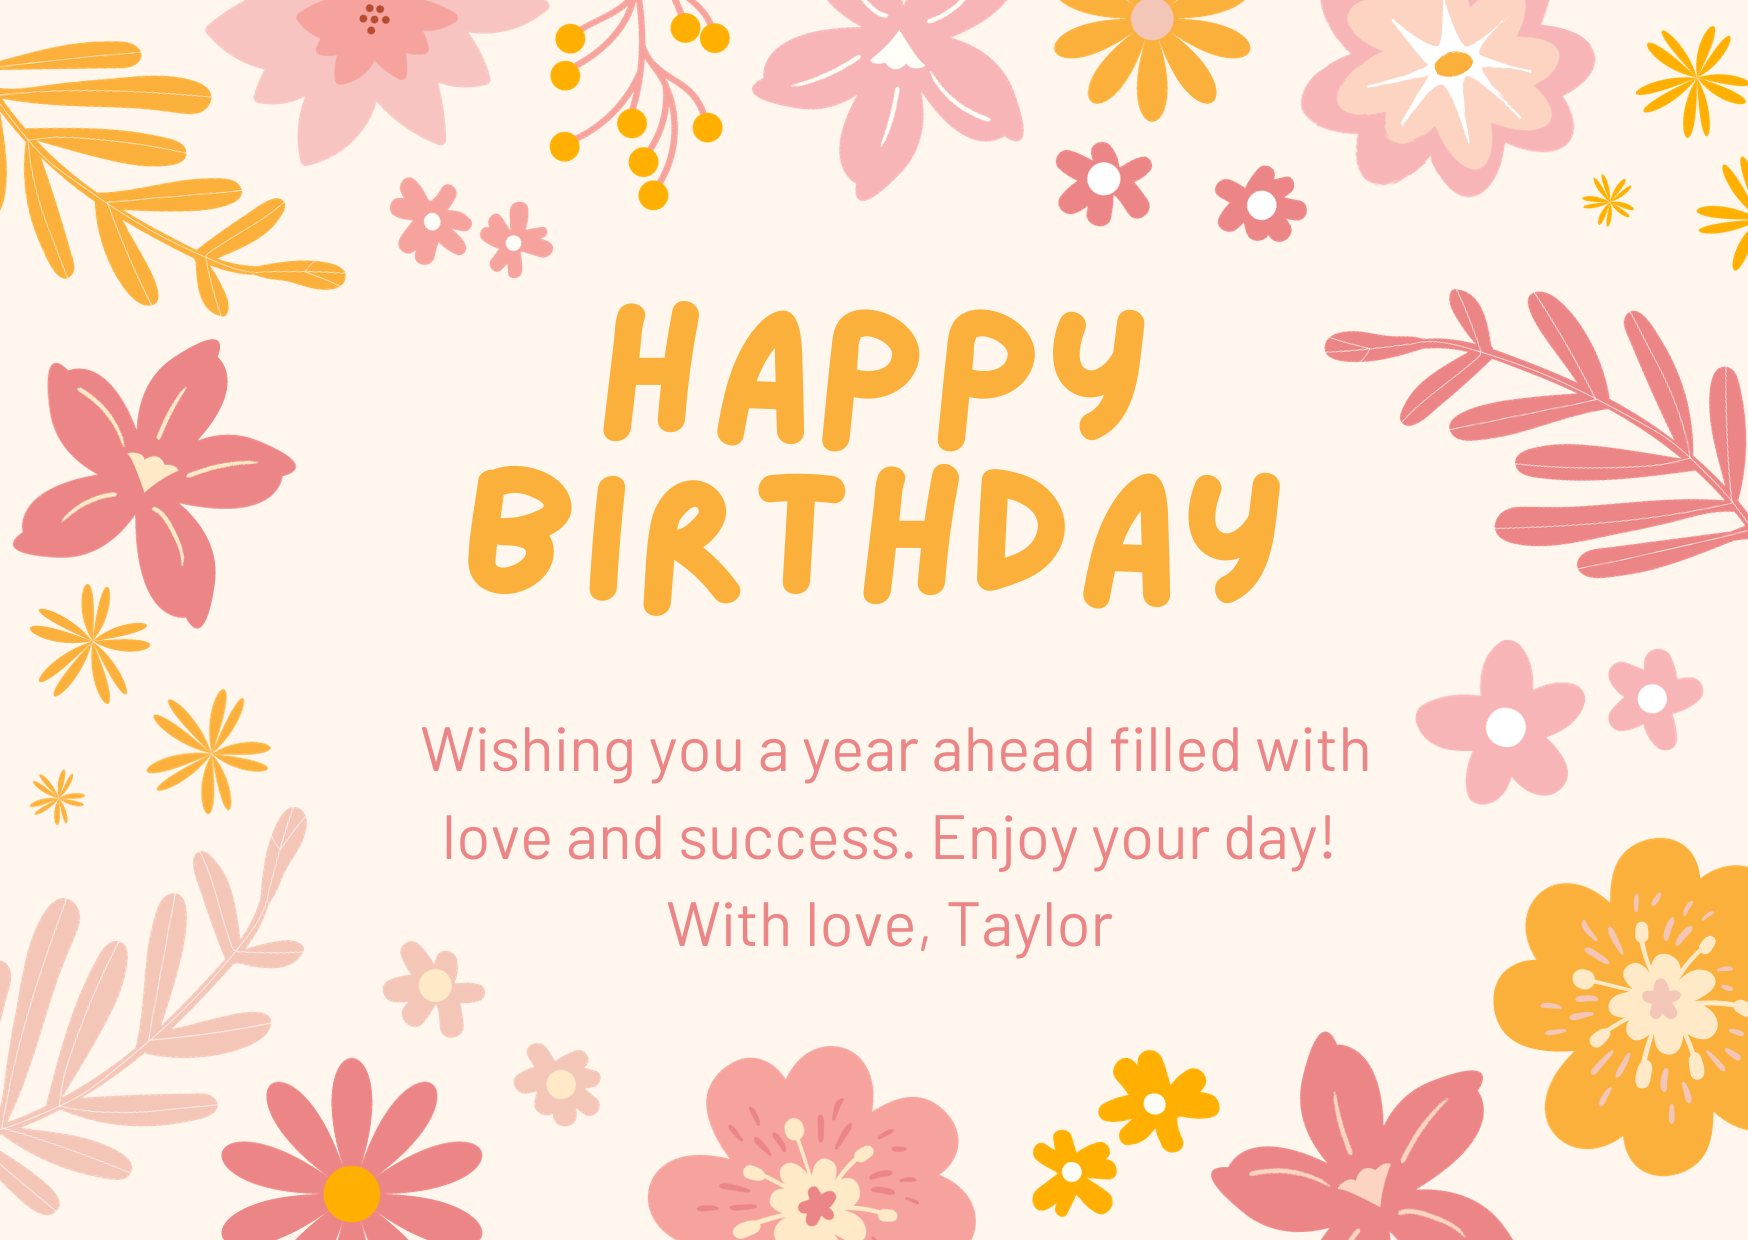 HAPPY
BIRTHDAY
Wishing you a year ahead filled with
love and success. Enjoy your day!
With love, Taylor